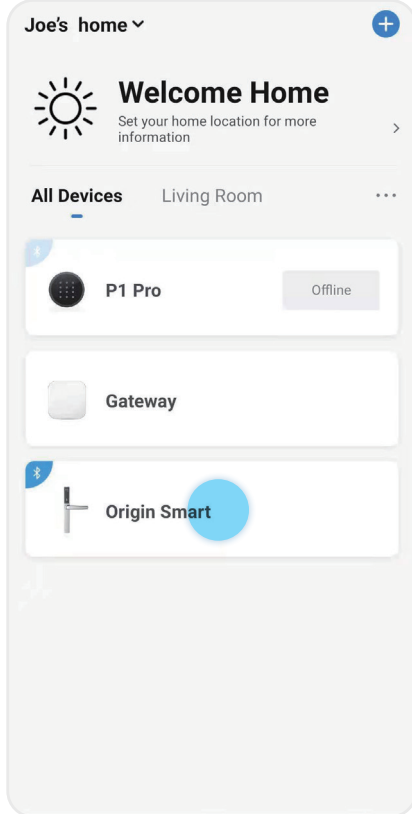 Joe's home
Welcome Home
Set your home location for more
information
All Devices
Living Room
P1 Pro
Offline
Gateway
Origin Smart